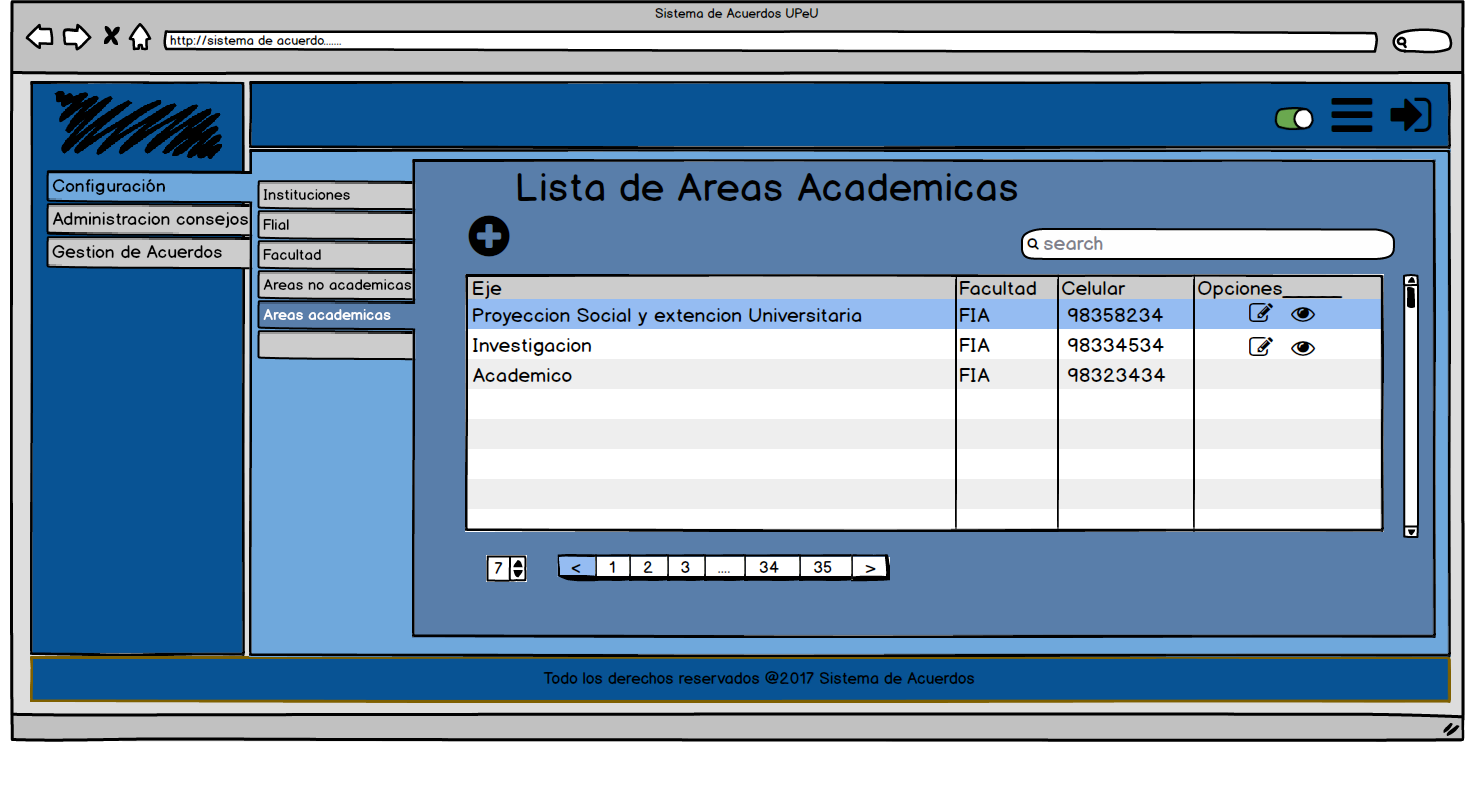 Sistema de Acuerdos UPeU
http://sistema de acuerdo......
Configuración
Administracion consejos
Gestion de Acuerdos
Instituciones
Flial
Facultad
Areas no academicas
Areas academicas
Lista de Areas Academicas
search
Eje Facultad Celular Opciones______
Proyeccion Social y extencion Universitaria FIA 98358234
Investigacion FIA 98334534
Academico FIA 98323434
7 < 1 2 3 .... 34 35 >
Todo los derechos reservados @2017 Sistema de Acuerdos